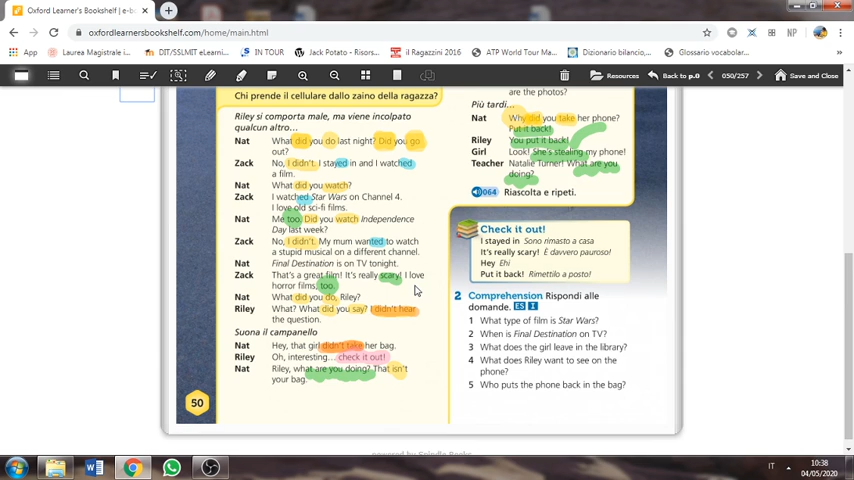 Oxford Learner's Bookshelf | e-b
oxfordlearnersbookshelf.com/home/main.html
App
Laurea Magistrale i...
DIT/SSLMIT eLearni...
IN TOUR
Jack Potato - Risors...
il Ragazzini 2016
ATP World Tour Ma...
Dizionario bilancio,...
Glossario vocabolar...
Resources
Back to p.0
050/257
Save and Close
Chi prende il cellulare dallo zaino della ragazza?
Riley si comporta male, ma viene incolpato
qualcun altro...
Nat What did you do last night? Did you go
out?
Zack No, I didn't. I stayed in and I watched
a film.
Nat What did you watch?
Zack I watched Star Wars on Channel 4.
I love old sci-fi films.
Nat Me too. Did you watch Independence
Day last week?
Zack No, I didn't. My mum wanted to watch
a stupid musical on a different channel.
Nat Final Destination is on TV tonight.
Zack That's a great film! It's really scary! I love
horror films, too.
Nat What did you do, Riley?
Riley What? What did you say? I didn't hear
the question.
Suona il campanello
Nat Hey, that girl didn't take her bag.
Riley Oh, interesting... check it out!
Nat Riley, what are you doing? That isn't
your bag.
50
are the photos?
Più tardi...
Nat Why did you take her phone?
Put it back!
Riley You put it back!
Girl Look! She's stealing my phone!
Teacher Natalie Turner! What are you
doing?
064 Riascolta e ripeti.
Check it out!
I stayed in Sono rimasto a casa
It's really scary! È davvero pauroso!
Hey Ehi
Put it back! Rimettilo a posto!
2 Comprehension Rispondi alle
domande. ES I
1 What type of film is Star Wars?
2 When is Final Destination on TV?
3 What does the girl leave in the library?
4 What does Riley want to see on the
phone?
5 Who puts the phone back in the bag?
IT
10:38
04/05/2020